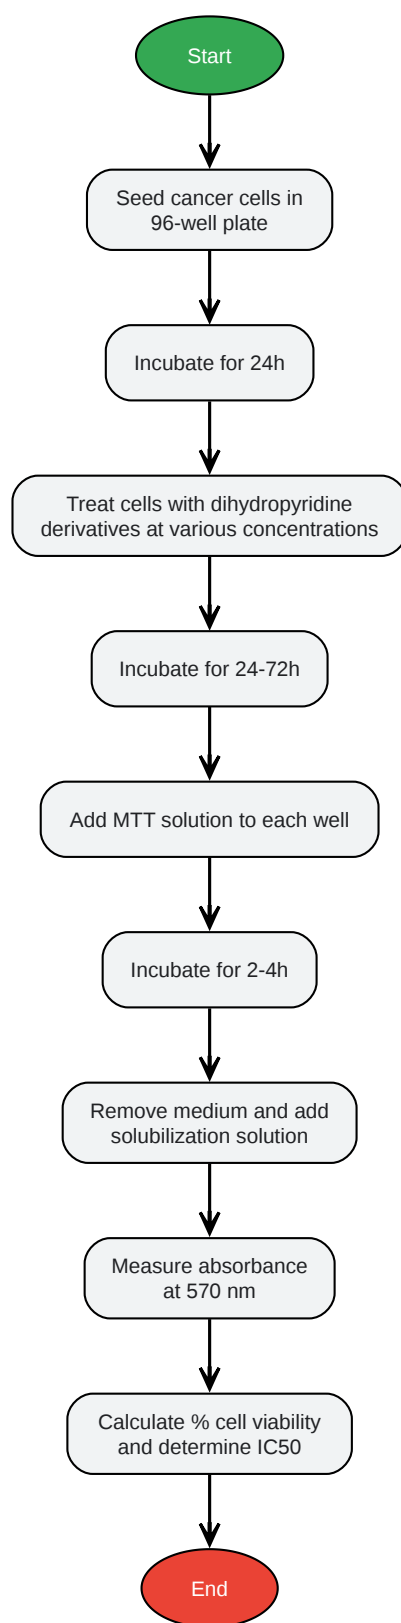 Start
Seed cancer cells in
96-well plate
Incubate for 24h
Treat cells with dihydropyridine
derivatives at various concentrations
Incubate for 24-72h
Add MTT solution to each well
Incubate for 2-4h
Remove medium and add
solubilization solution
Measure absorbance
at 570 nm
Calculate % cell viability
and determine IC50
End